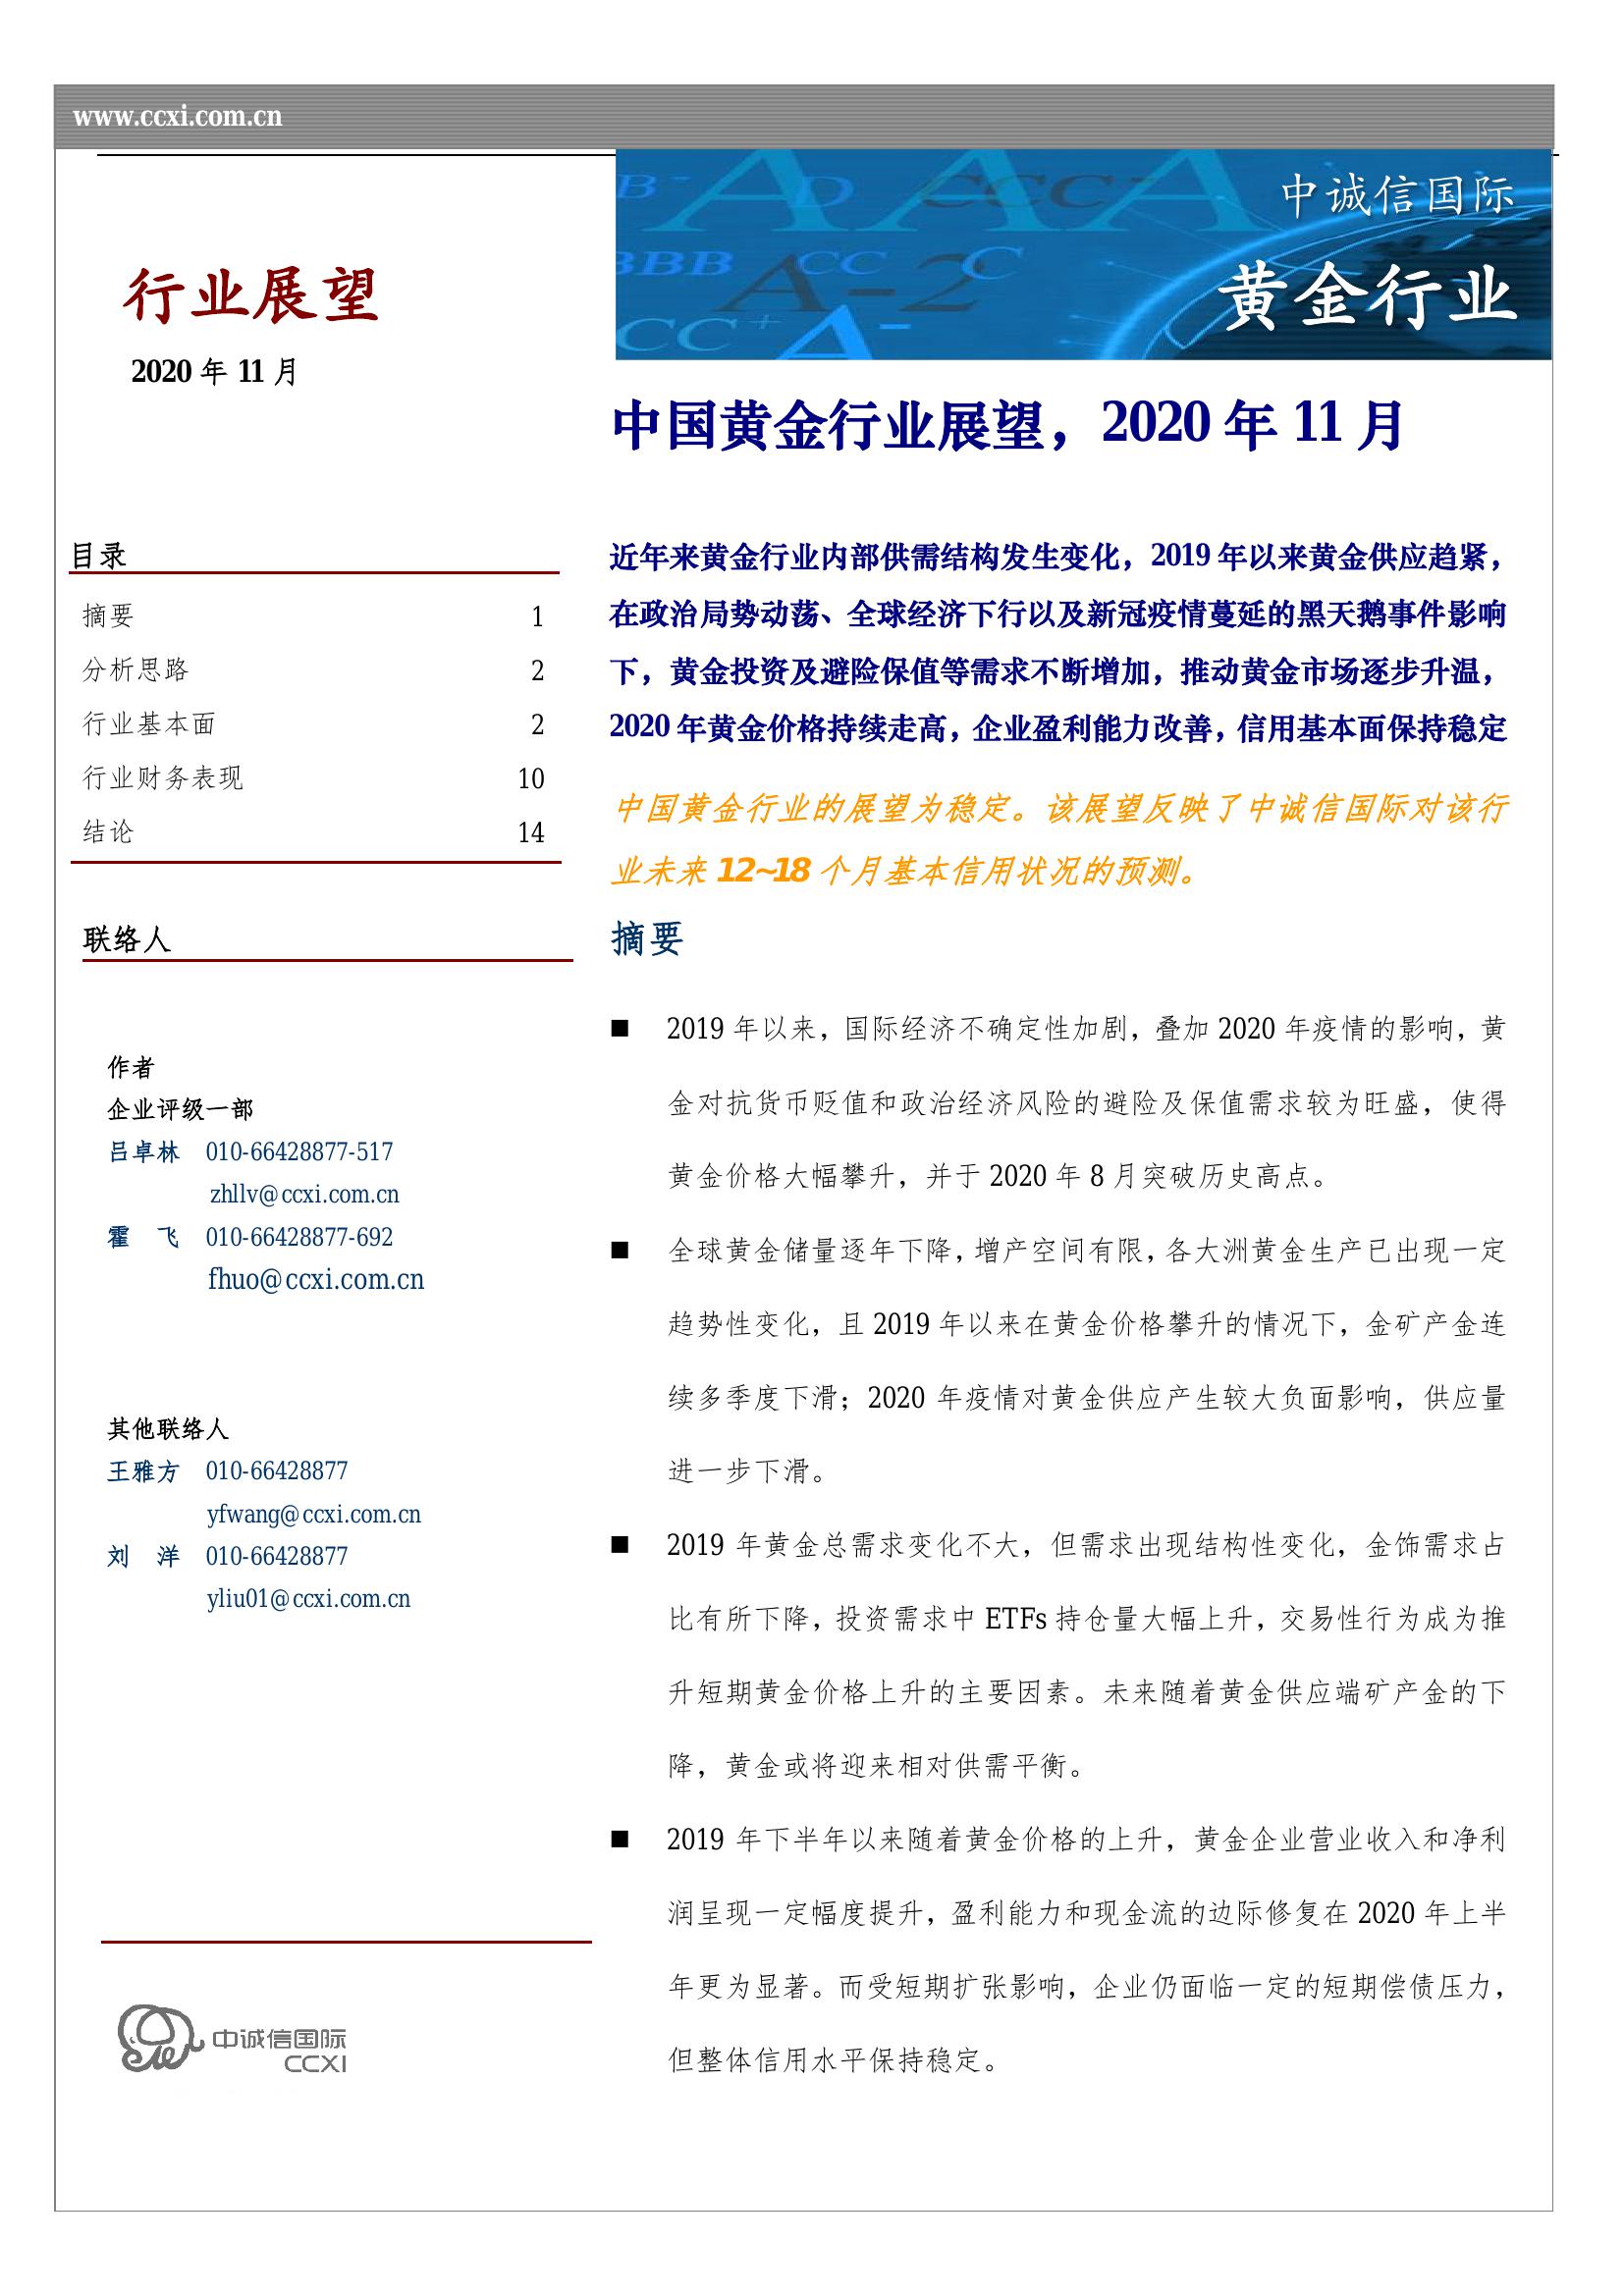 www.ccxi.com.cn
中诚信国际
黄金行业
行业展望
2020 年 11 月
目录
摘要 1
分析思路 2
行业基本面 2
行业财务表现 10
结论 14
联络人
作者
企业评级一部
吕卓林 010-66428877-517
zhllv@ccxi.com.cn
霍 飞 010-66428877-692
fhuo@ccxi.com.cn
其他联络人
王雅方 010-66428877
yfwang@ccxi.com.cn
刘 洋 010-66428877
yliu01@ccxi.com.cn
中诚信国际
CCXI
中国黄金行业展望，2020 年 11 月
近年来黄金行业内部供需结构发生变化，2019 年以来黄金供应趋紧，
在政治局势动荡、全球经济下行以及新冠疫情蔓延的黑天鹅事件影响
下，黄金投资及避险保值等需求不断增加，推动黄金市场逐步升温，
2020 年黄金价格持续走高，企业盈利能力改善，信用基本面保持稳定
中国黄金行业的展望为稳定。该展望反映了中诚信国际对该行
业未来 12~18 个月基本信用状况的预测。
摘要
■ 2019 年以来，国际经济不确定性加剧，叠加 2020 年疫情的影响，黄
金对抗货币贬值和政治经济风险的避险及保值需求较为旺盛，使得
黄金价格大幅攀升，并于 2020 年 8 月突破历史高点。
■ 全球黄金储量逐年下降，增产空间有限，各大洲黄金生产已出现一定
趋势性变化，且 2019 年以来在黄金价格攀升的情况下，金矿产金连
续多季度下滑；2020 年疫情对黄金供应产生较大负面影响，供应量
进一步下滑。
■ 2019 年黄金总需求变化不大，但需求出现结构性变化，金饰需求占
比有所下降，投资需求中 ETFs 持仓量大幅上升，交易性行为成为推
升短期黄金价格上升的主要因素。未来随着黄金供应端矿产金的下
降，黄金或将迎来相对供需平衡。
■ 2019 年下半年以来随着黄金价格的上升，黄金企业营业收入和净利
润呈现一定幅度提升，盈利能力和现金流的边际修复在 2020 年上半
年更为显著。而受短期扩张影响，企业仍面临一定的短期偿债压力，
但整体信用水平保持稳定。